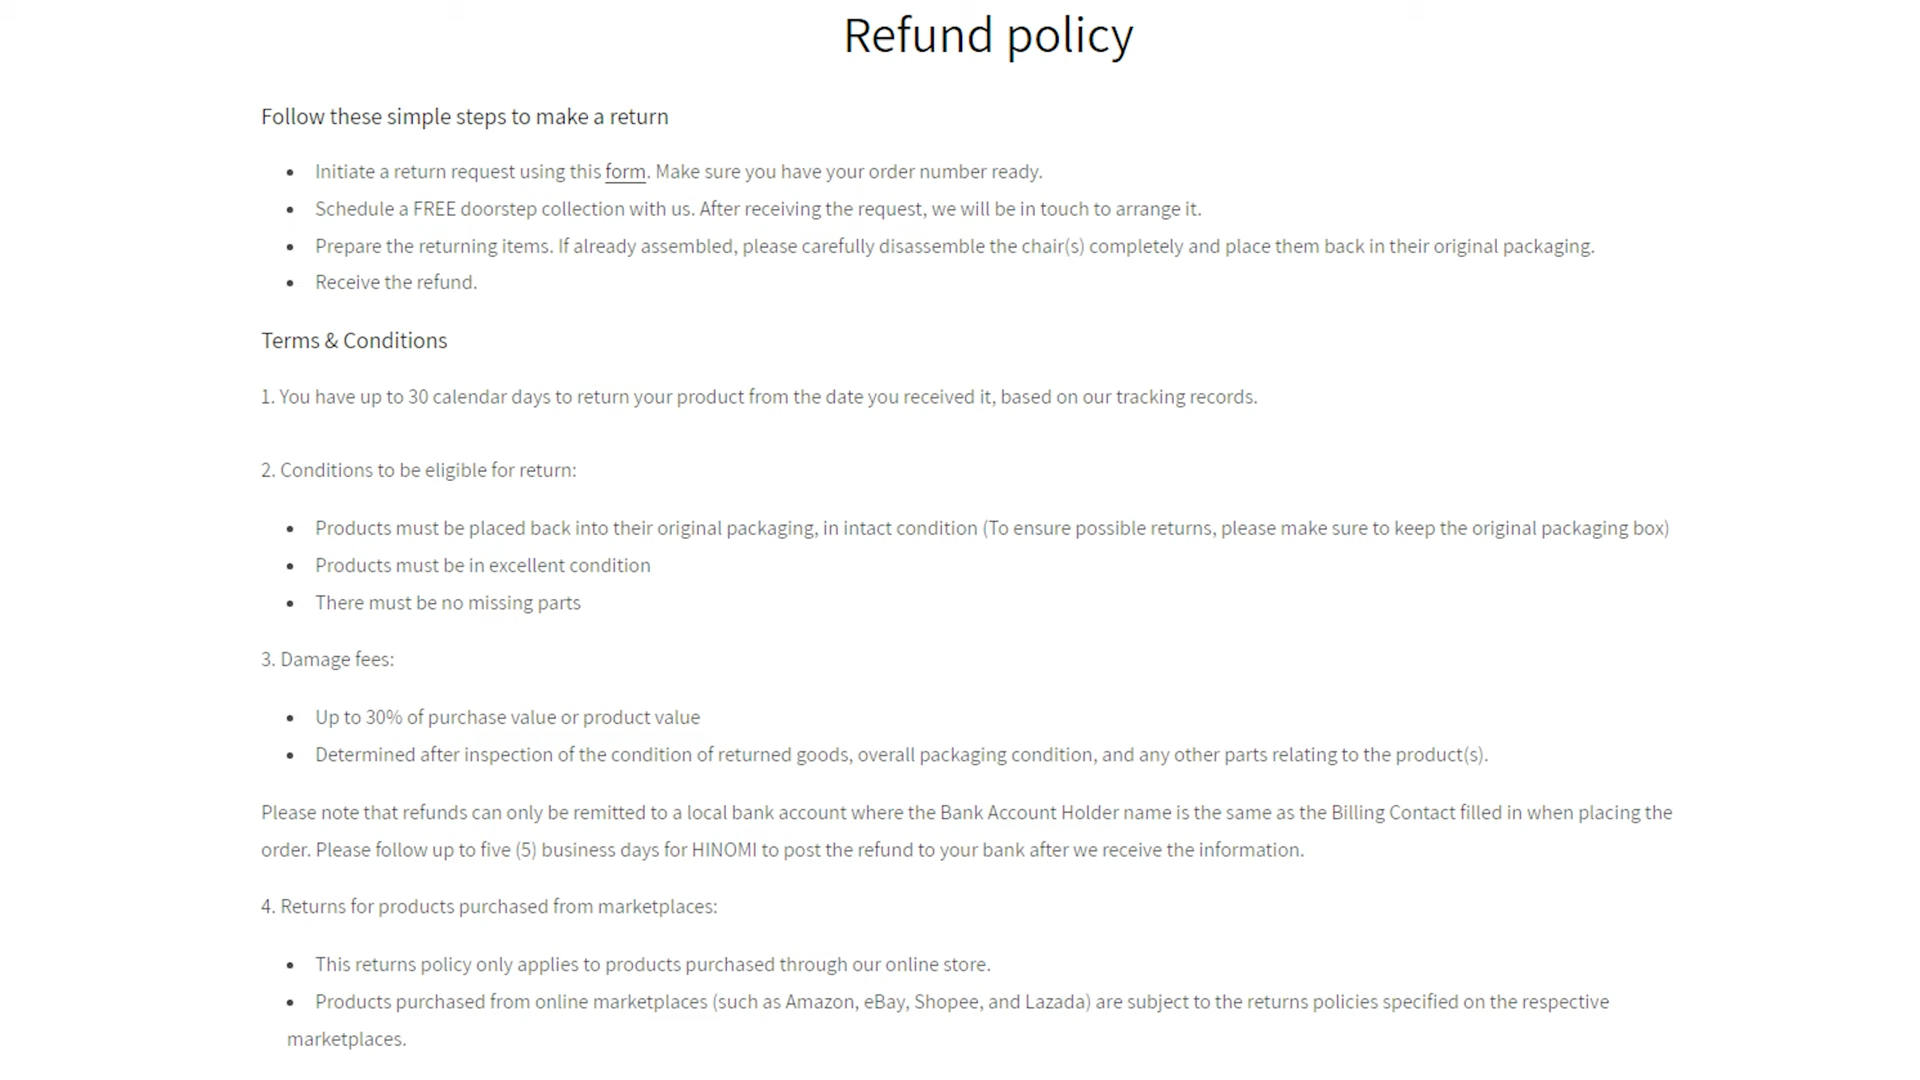 Refund policy
Follow these simple steps to make a return
• Initiate a return request using this form. Make sure you have your order number ready.
• Schedule a FREE doorstep collection with us. After receiving the request, we will be in touch to arrange it.
• Prepare the returning items. If already assembled, please carefully disassemble the chair(s) completely and place them back in their original packaging.
• Receive the refund.
Terms & Conditions
1. You have up to 30 calendar days to return your product from the date you received it, based on our tracking records.
2. Conditions to be eligible for return:
• Products must be placed back into their original packaging, in intact condition (To ensure possible returns, please make sure to keep the original packaging box)
• Products must be in excellent condition
• There must be no missing parts
3. Damage fees:
• Up to 30% of purchase value or product value
• Determined after inspection of the condition of returned goods, overall packaging condition, and any other parts relating to the product(s).
Please note that refunds can only be remitted to a local bank account where the Bank Account Holder name is the same as the Billing Contact filled in when placing the
order. Please follow up to five (5) business days for HINOMI to post the refund to your bank after we receive the information.
4. Returns for products purchased from marketplaces:
• This returns policy only applies to products purchased through our online store.
• Products purchased from online marketplaces (such as Amazon, eBay, Shopee, and Lazada) are subject to the returns policies specified on the respective
marketplaces.